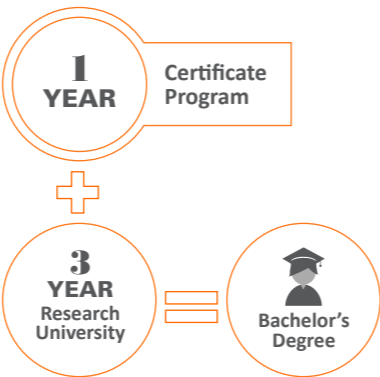 1
YEAR
Certificate
Program
3
YEAR
Research
University
Bachelor's
Degree